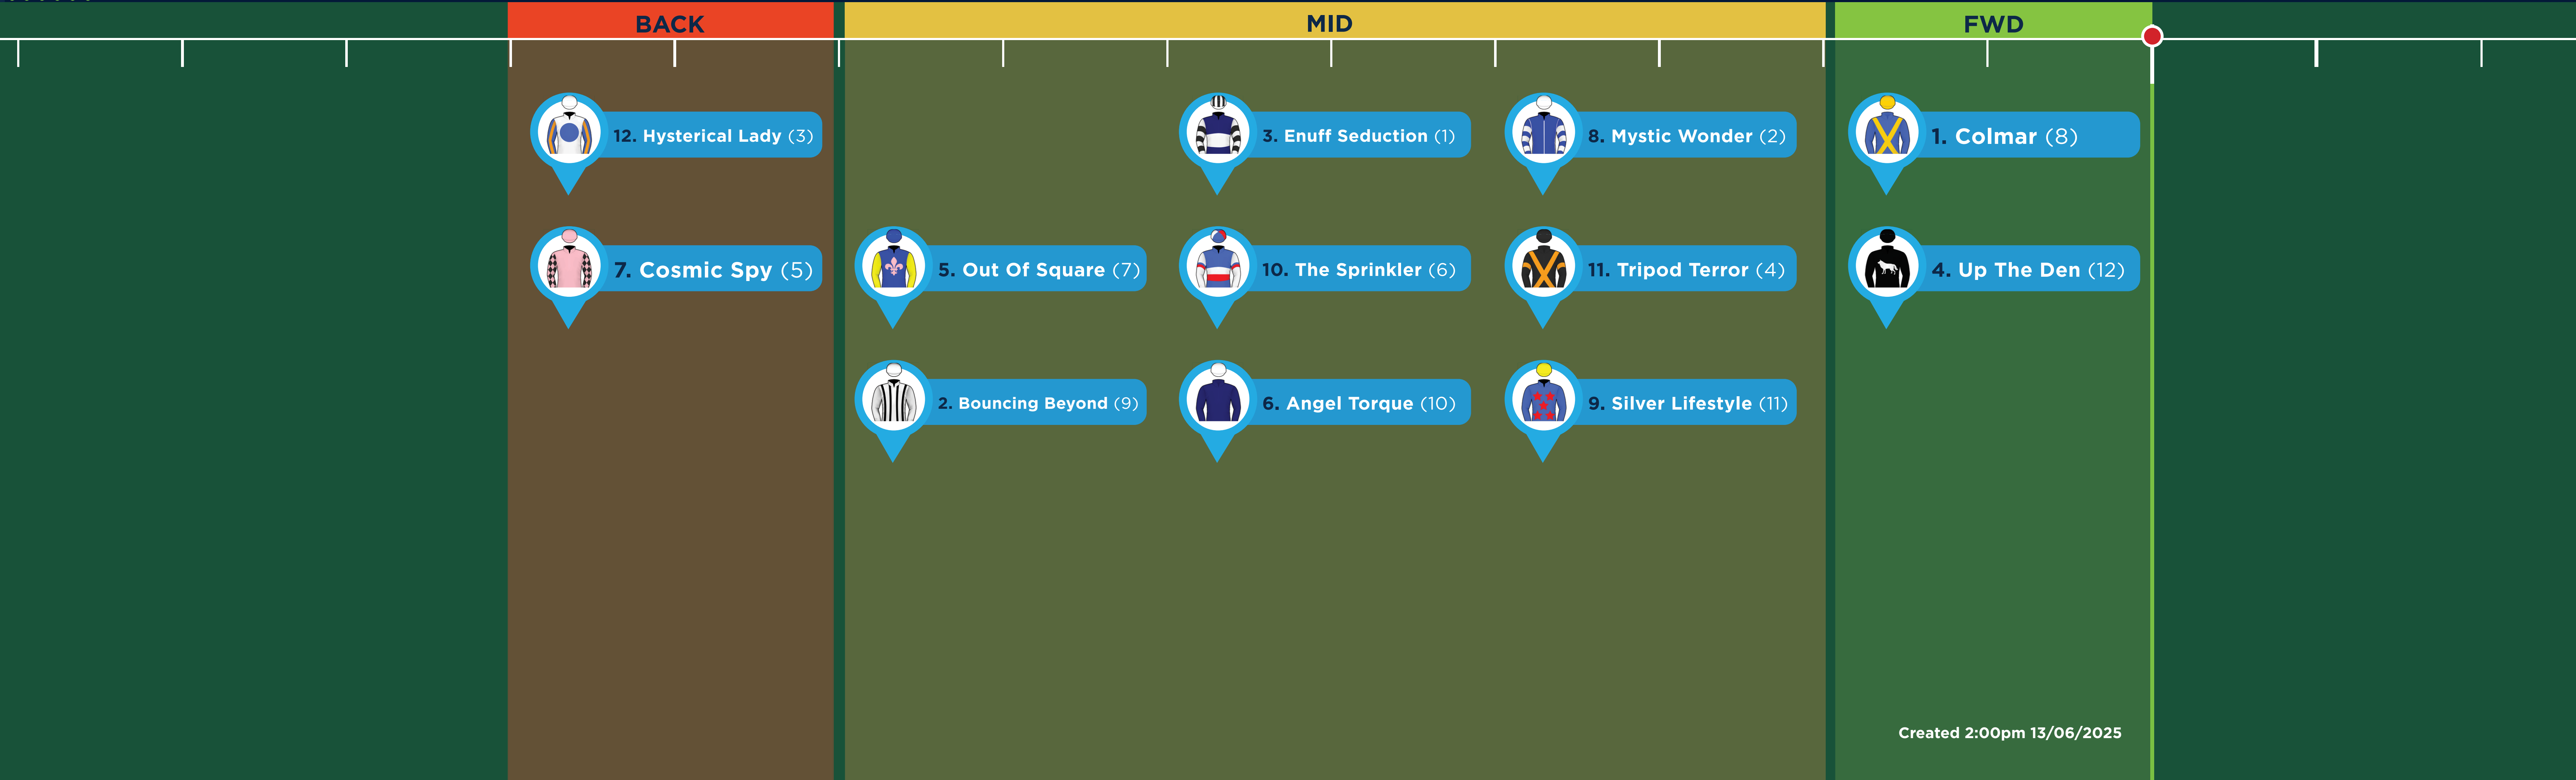 BACK
MID
FWD
12. Hysterical Lady (3)
3. Enuff Seduction (1)
8. Mystic Wonder (2)
1. Colmar (8)
7. Cosmic Spy (5)
5. Out Of Square (7)
10. The Sprinkler (6)
11. Tripod Terror (4)
4. Up The Den (12)
2. Bouncing Beyond (9)
6. Angel Torque (10)
9. Silver Lifestyle (11)
Created 2:00pm 13/06/2025